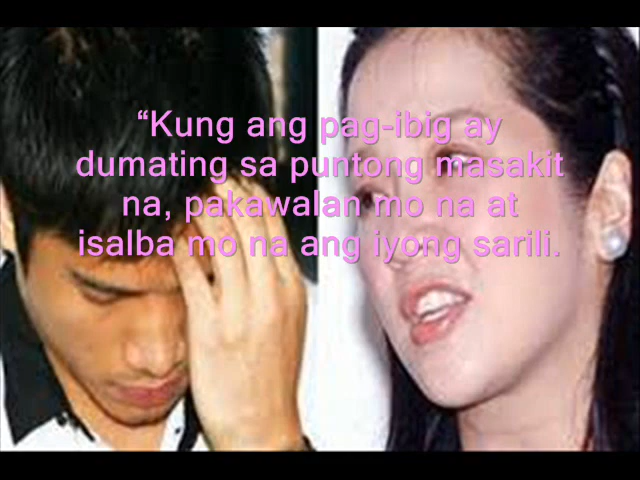 “Kung ang pag-ibig ay
dumating sa puntong masakit
na, pakawalan mo na at
isalba mo na ang iyong sarili.